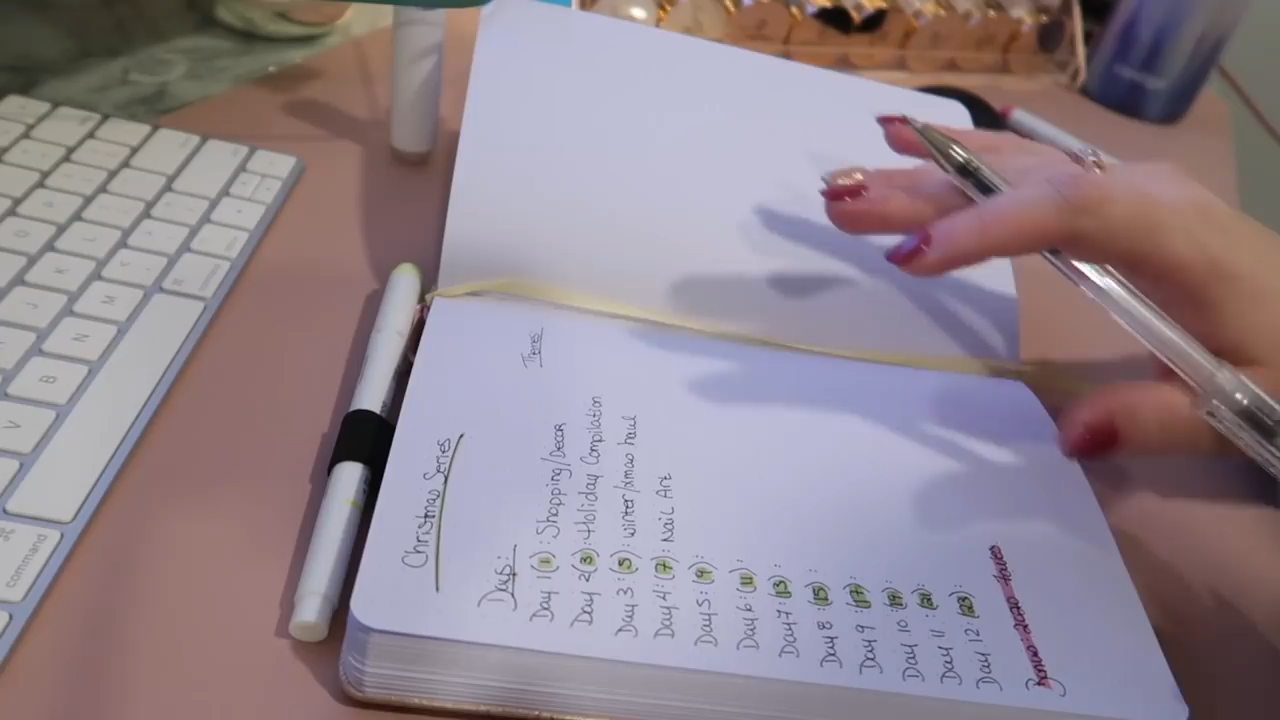 Christmas Series
Days:
Items:
Day 1 (1): Shopping/Decor
Day 2 (3): Holiday Compilation
Day 3: (5): winter/xmas haul
Day 4: (7): Nail Art
Day 5: (9):
Day 6: (11):
Day 7: (13):
Day 8: (15):
Day 9: (17):
Day 10: (19):
Day 11: (21):
Day 12: (23):
Bonus: 2020 faves
command
⌘
B
V
N
M
J
K
L